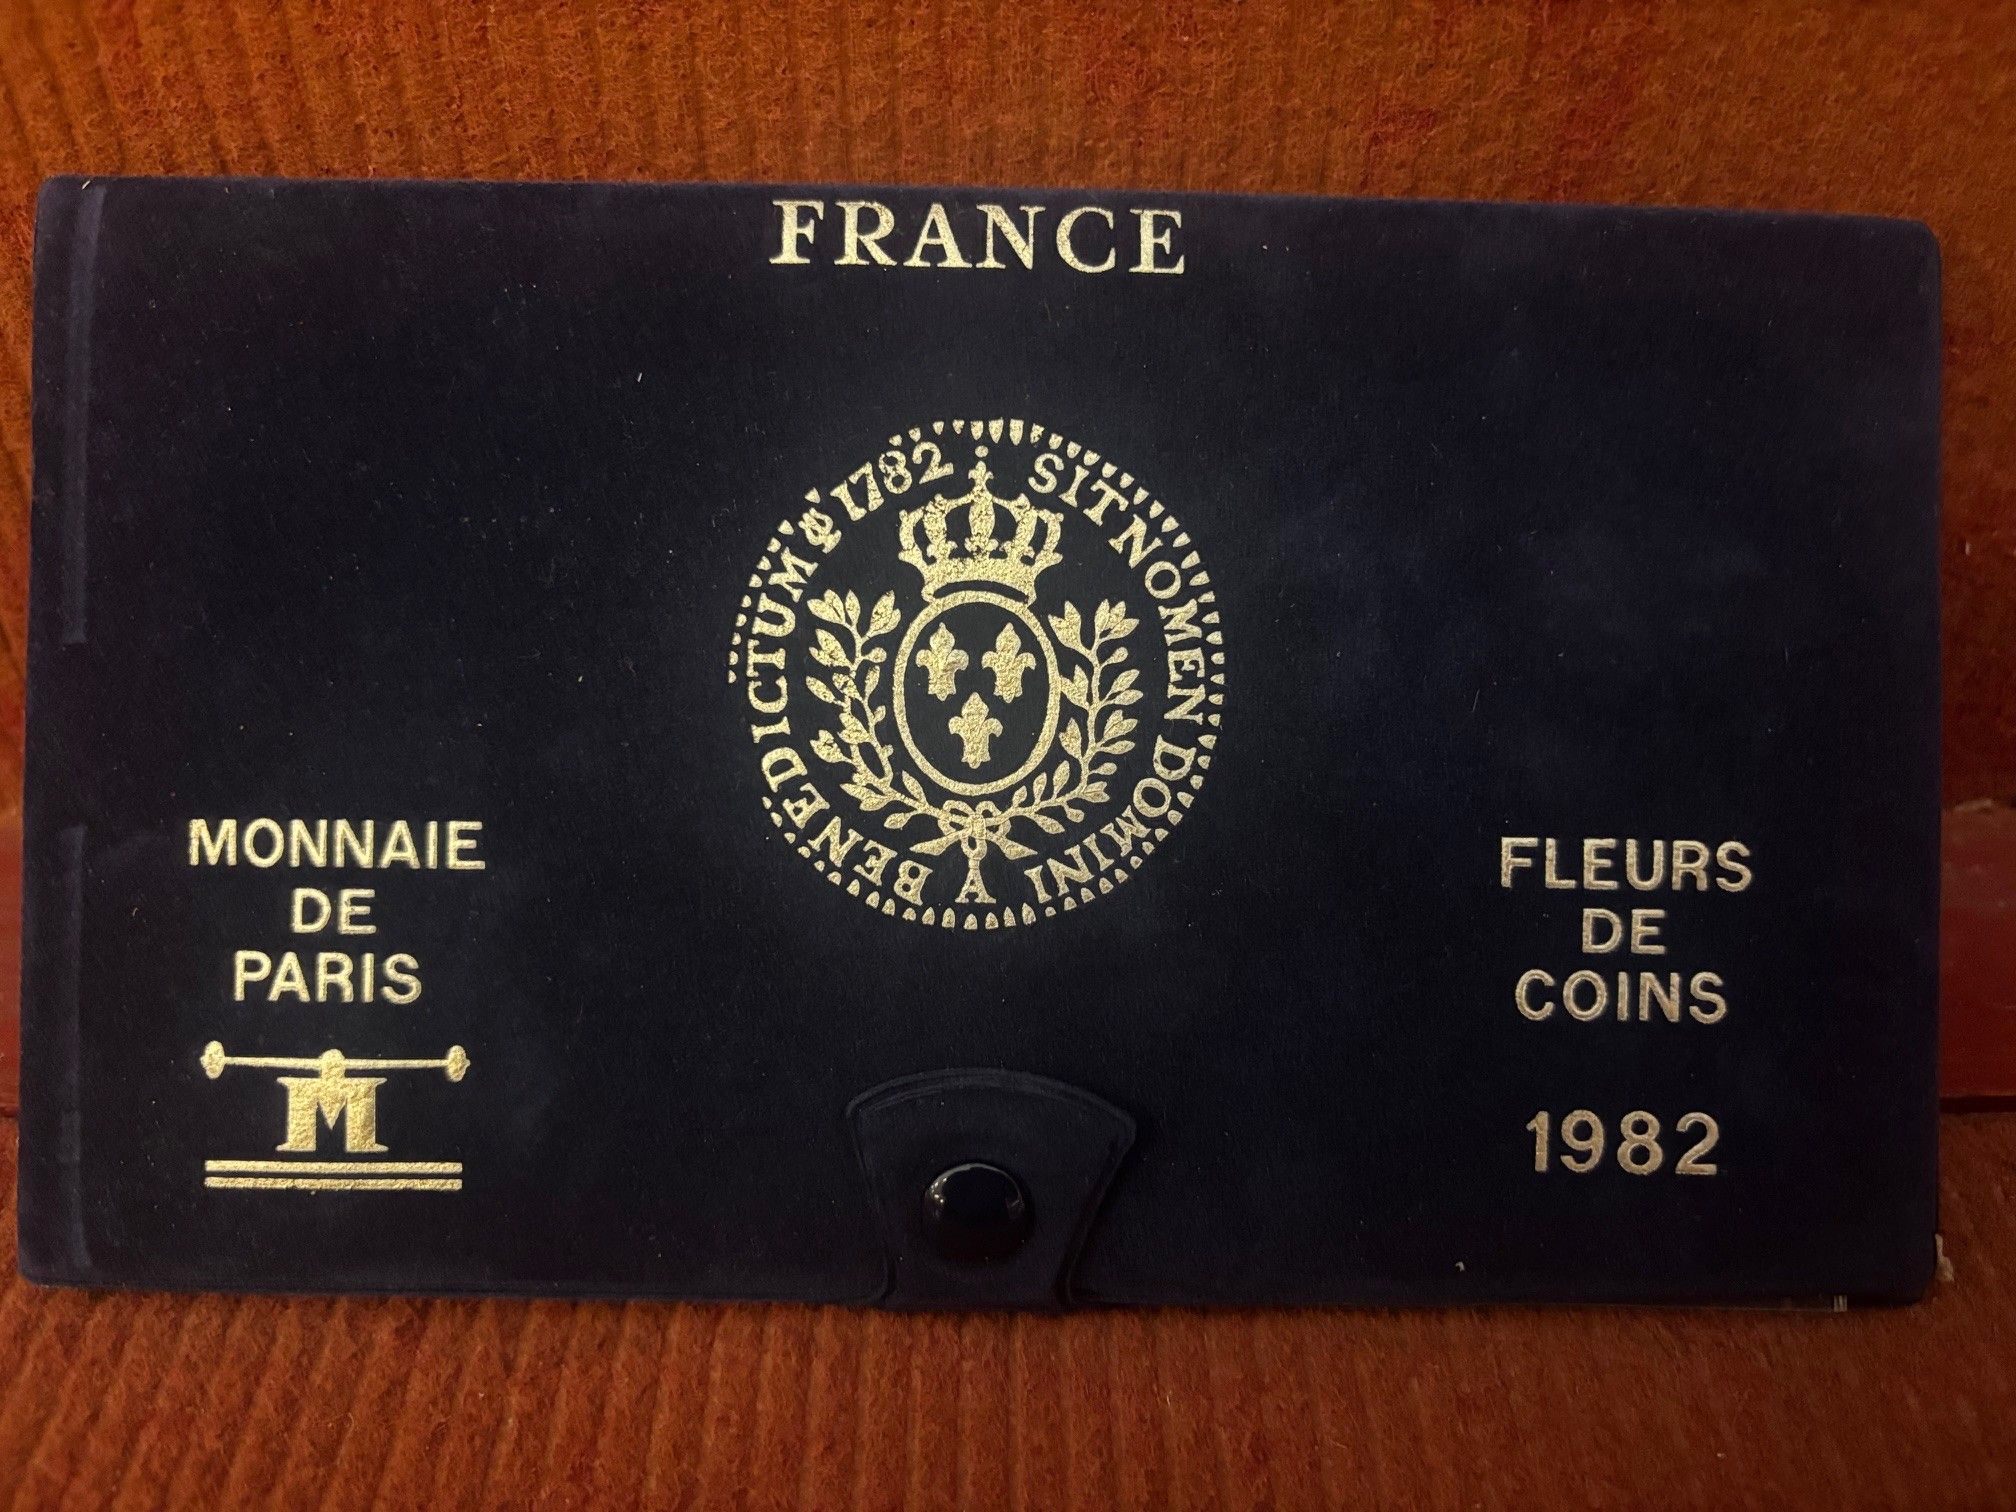 FRANCE
SIT NOMEN DOMINI A BENEDICTUM 1782
MONNAIE
DE
PARIS
M
FLEURS
DE
COINS
1982